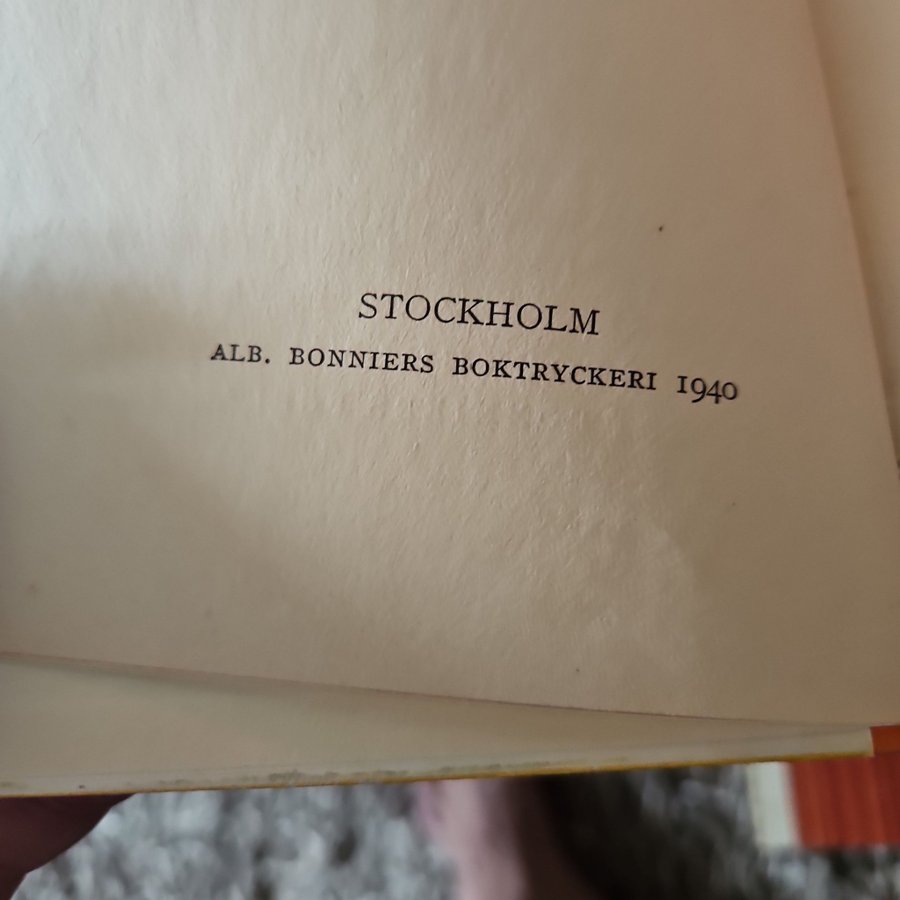 STOCKHOLM
ALB. BONNIERS BOKTRYCKERI 1940